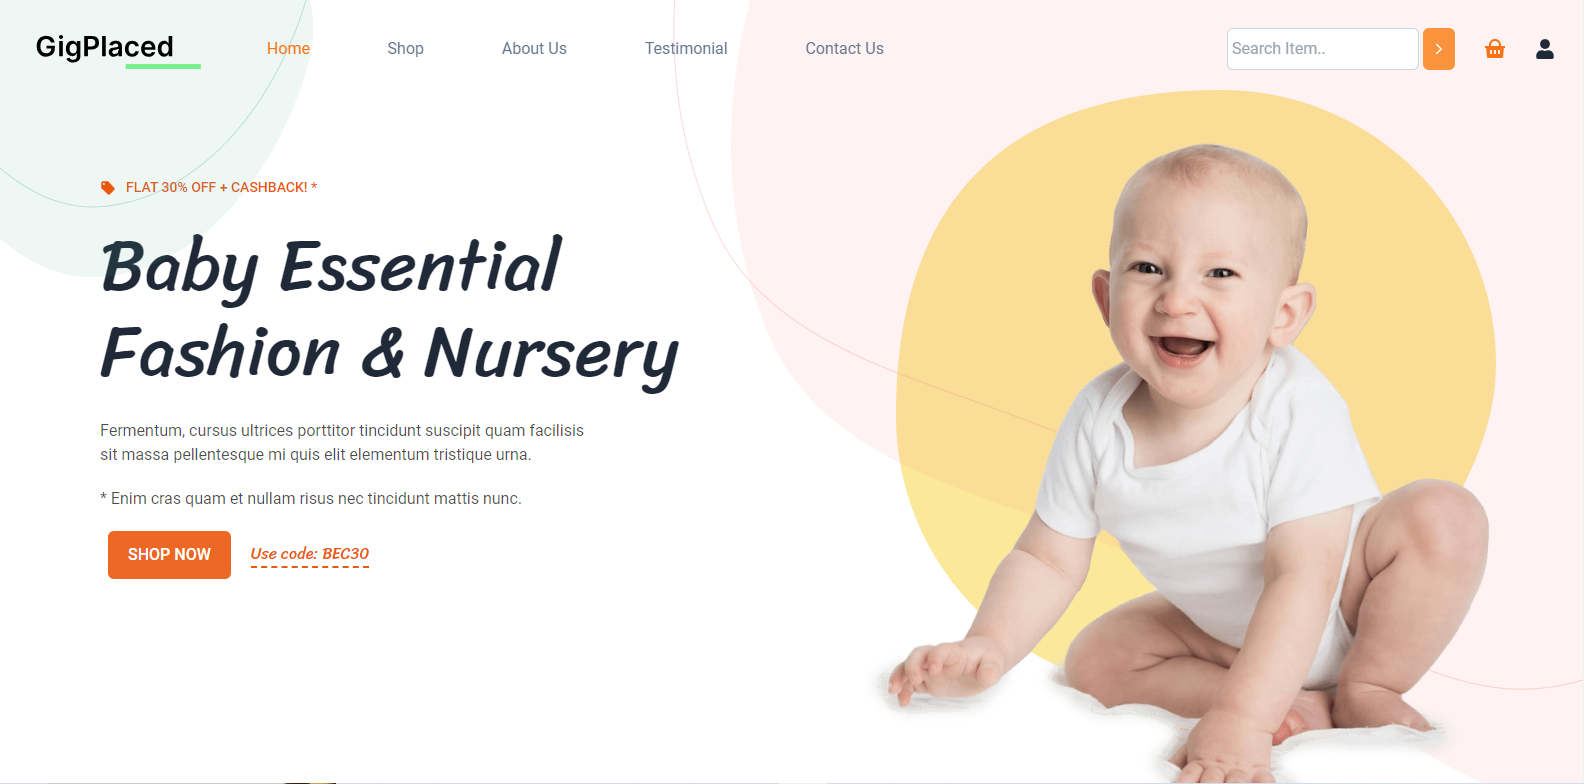 GigPlaced
Home
Shop
About Us
Testimonial
Contact Us
Search Item..
FLAT 30% OFF + CASHBACK! *
Baby Essential
Fashion & Nursery
Fermentum, cursus ultrices porttitor tincidunt suscipit quam facilisis
sit massa pellentesque mi quis elit elementum tristique urna.
* Enim cras quam et nullam risus nec tincidunt mattis nunc.
SHOP NOW
Use code: BEC30